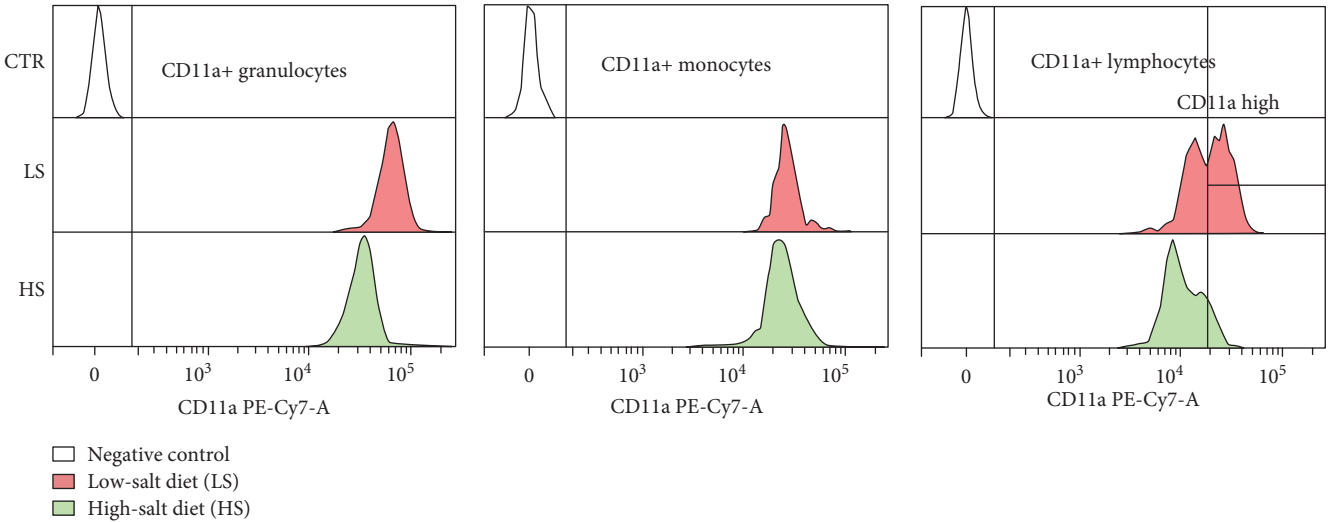 CTR
LS
HS
CD11a+ granulocytes
0 10³ 10⁴ 10⁵
CD11a PE-Cy7-A
CD11a+ monocytes
0 10³ 10⁴ 10⁵
CD11a PE-Cy7-A
CD11a+ lymphocytes
CD11a high
0 10³ 10⁴ 10⁵
CD11a PE-Cy7-A
Negative control
Low-salt diet (LS)
High-salt diet (HS)